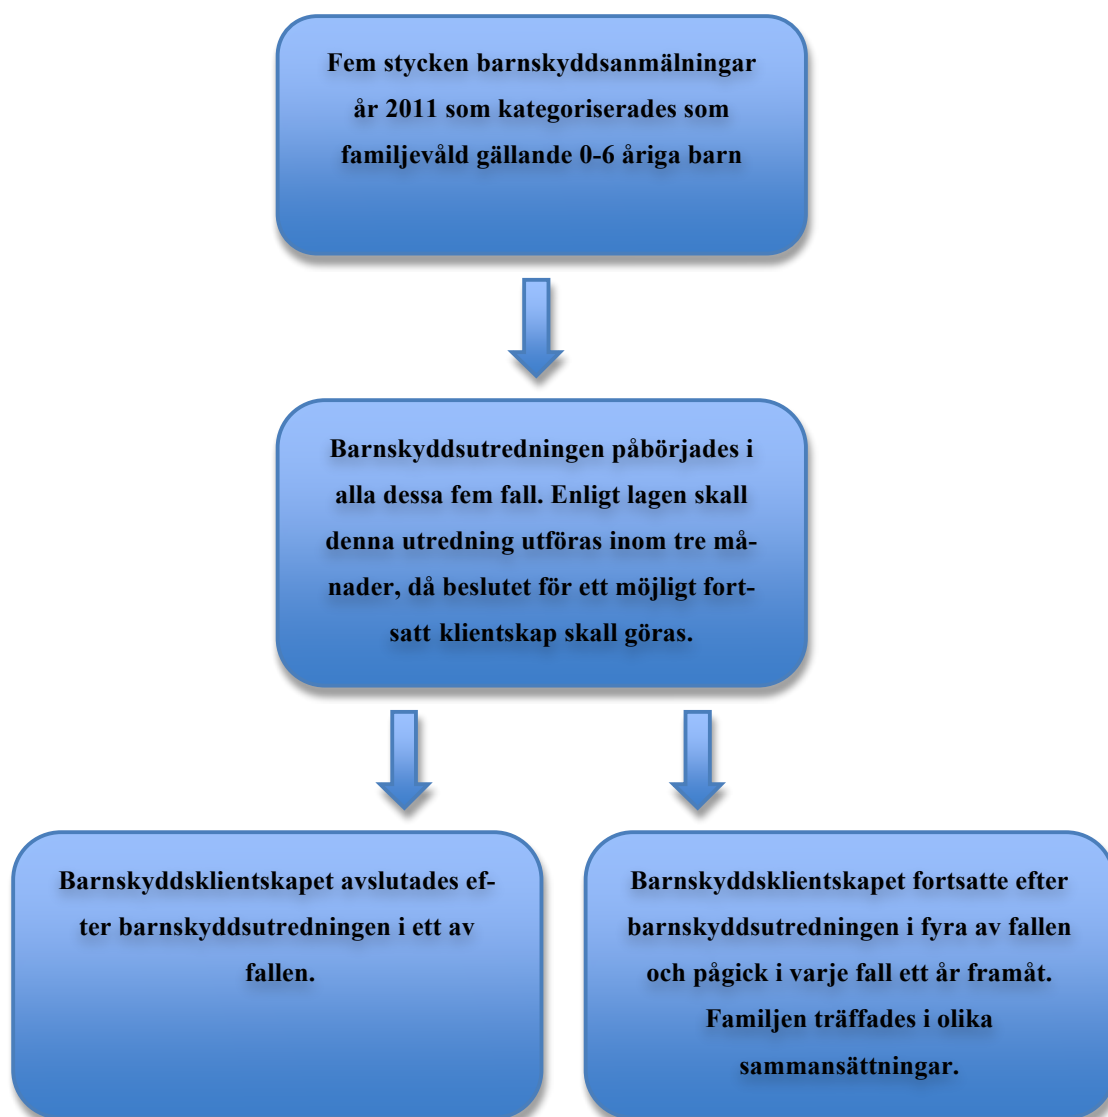 Fem stycken barnskyddsanmälningar
år 2011 som kategoriserades som
familjevåld gällande 0-6 åriga barn
Barnskyddsutredningen påbörjades i
alla dessa fem fall. Enligt lagen skall
denna utredning utföras inom tre må-
nader, då beslutet för ett möjligt fort-
satt klientskap skall göras.
Barnskyddsklientskapet avslutades ef-
ter barnskyddsutredningen i ett av
fallen.
Barnskyddsklientskapet fortsatte efter
barnskyddsutredningen i fyra av fallen
och pågick i varje fall ett år framåt.
Familjen träffades i olika
sammansättningar.